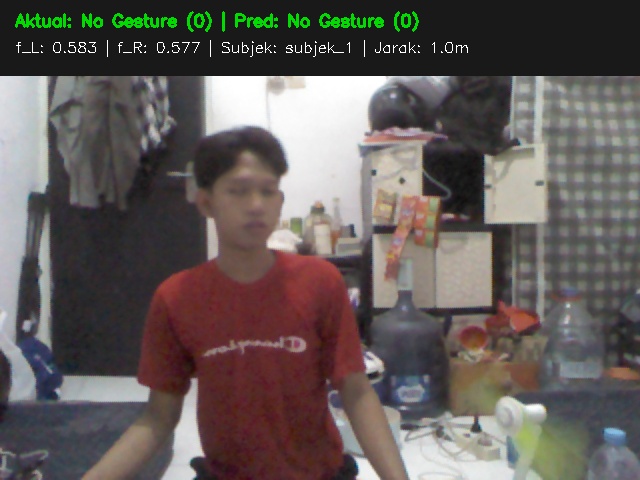 Aktual: No Gesture (0) | Pred: No Gesture (0)
f_L: 0.583 | f_R: 0.577 | Subjek: subjek_1 | Jarak: 1.0m
Champion